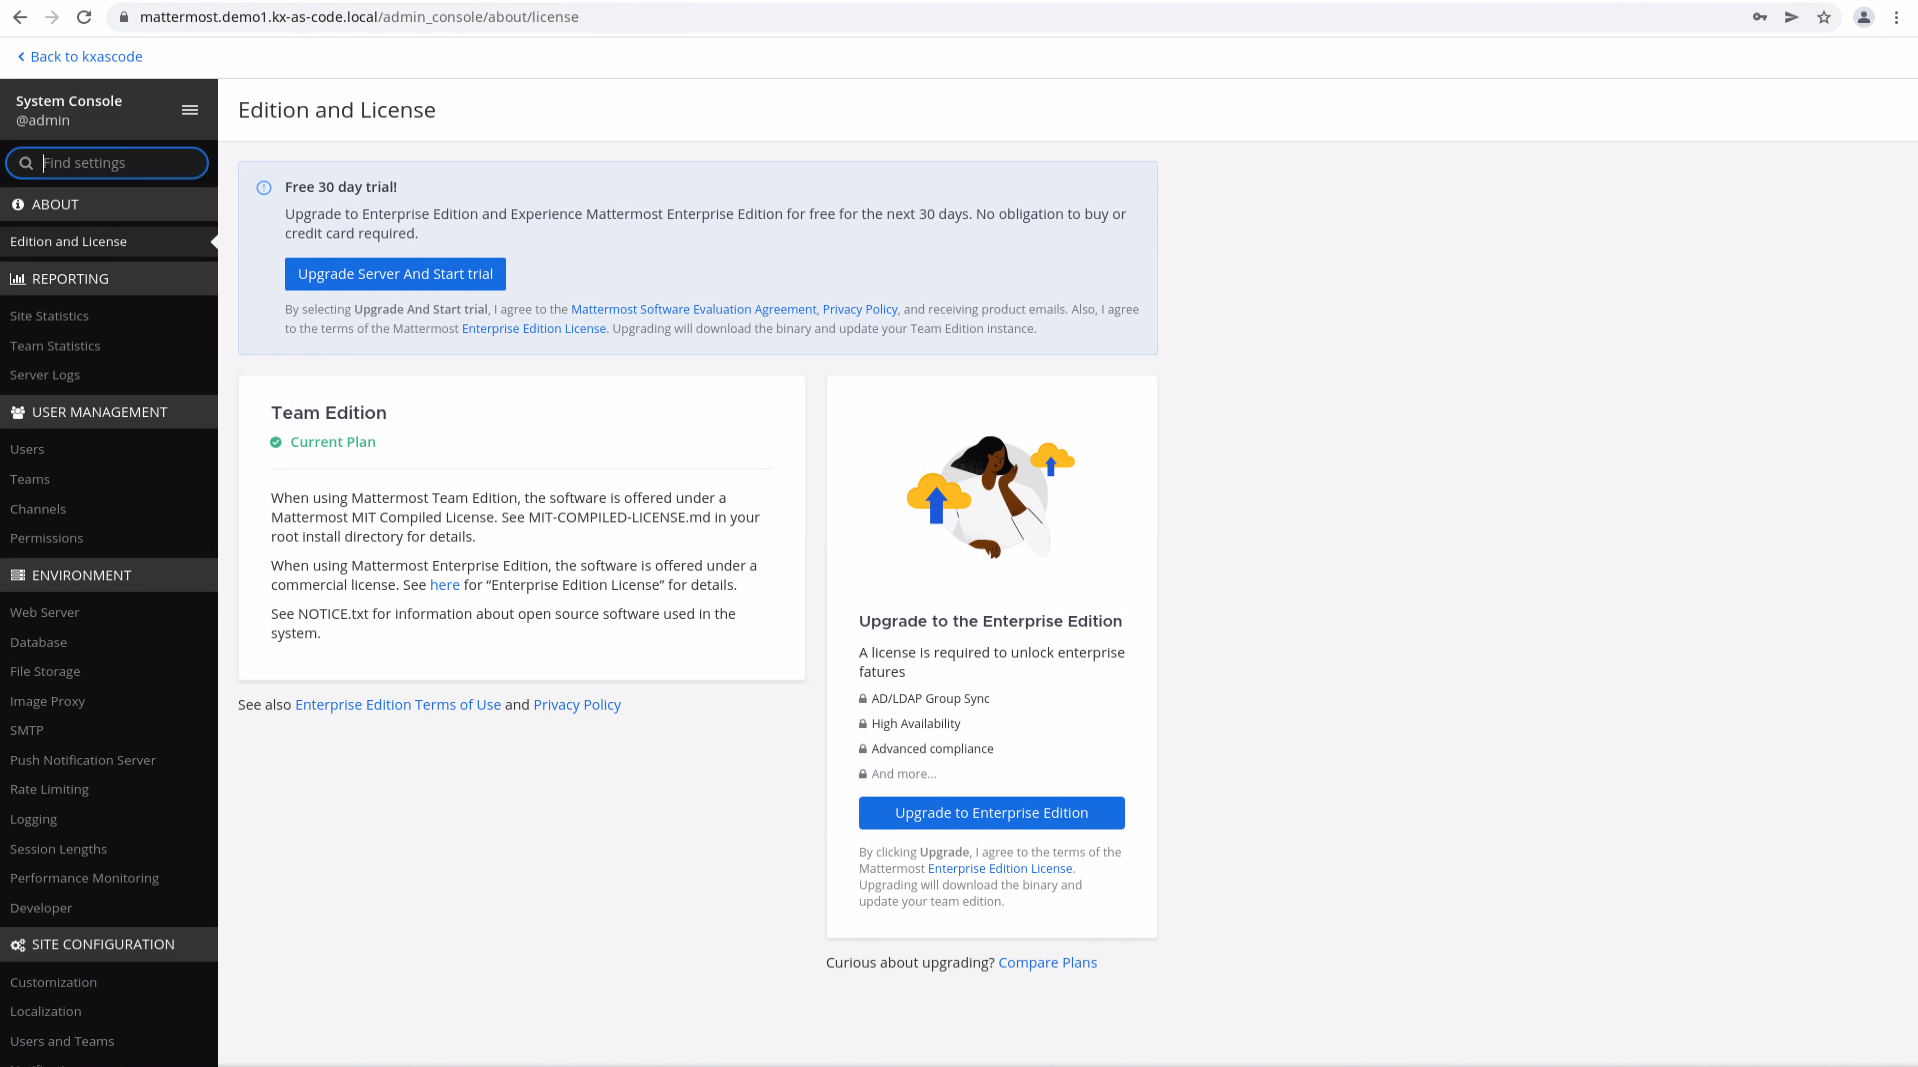 mattermost.demo1.kx-as-code.local/admin_console/about/license
Back to kxascode
System Console
@admin
Find settings
ABOUT
Edition and License
REPORTING
Site Statistics
Team Statistics
Server Logs
USER MANAGEMENT
Users
Teams
Channels
Permissions
ENVIRONMENT
Web Server
Database
File Storage
Image Proxy
SMTP
Push Notification Server
Rate Limiting
Logging
Session Lengths
Performance Monitoring
Developer
SITE CONFIGURATION
Customization
Localization
Users and Teams
Edition and License
Free 30 day trial!
Upgrade to Enterprise Edition and Experience Mattermost Enterprise Edition for free for the next 30 days. No obligation to buy or
credit card required.
Upgrade Server And Start trial
By selecting Upgrade And Start trial, I agree to the Mattermost Software Evaluation Agreement, Privacy Policy, and receiving product emails. Also, I agree
to the terms of the Mattermost Enterprise Edition License. Upgrading will download the binary and update your Team Edition instance.
Team Edition
Current Plan
When using Mattermost Team Edition, the software is offered under a
Mattermost MIT Compiled License. See MIT-COMPILED-LICENSE.md in your
root install directory for details.
When using Mattermost Enterprise Edition, the software is offered under a
commercial license. See here for “Enterprise Edition License” for details.
See NOTICE.txt for information about open source software used in the
system.
See also Enterprise Edition Terms of Use and Privacy Policy
Upgrade to the Enterprise Edition
A license is required to unlock enterprise
fatures
AD/LDAP Group Sync
High Availability
Advanced compliance
And more...
Upgrade to Enterprise Edition
By clicking Upgrade, I agree to the terms of the
Mattermost Enterprise Edition License.
Upgrading will download the binary and
update your team edition.
Curious about upgrading? Compare Plans